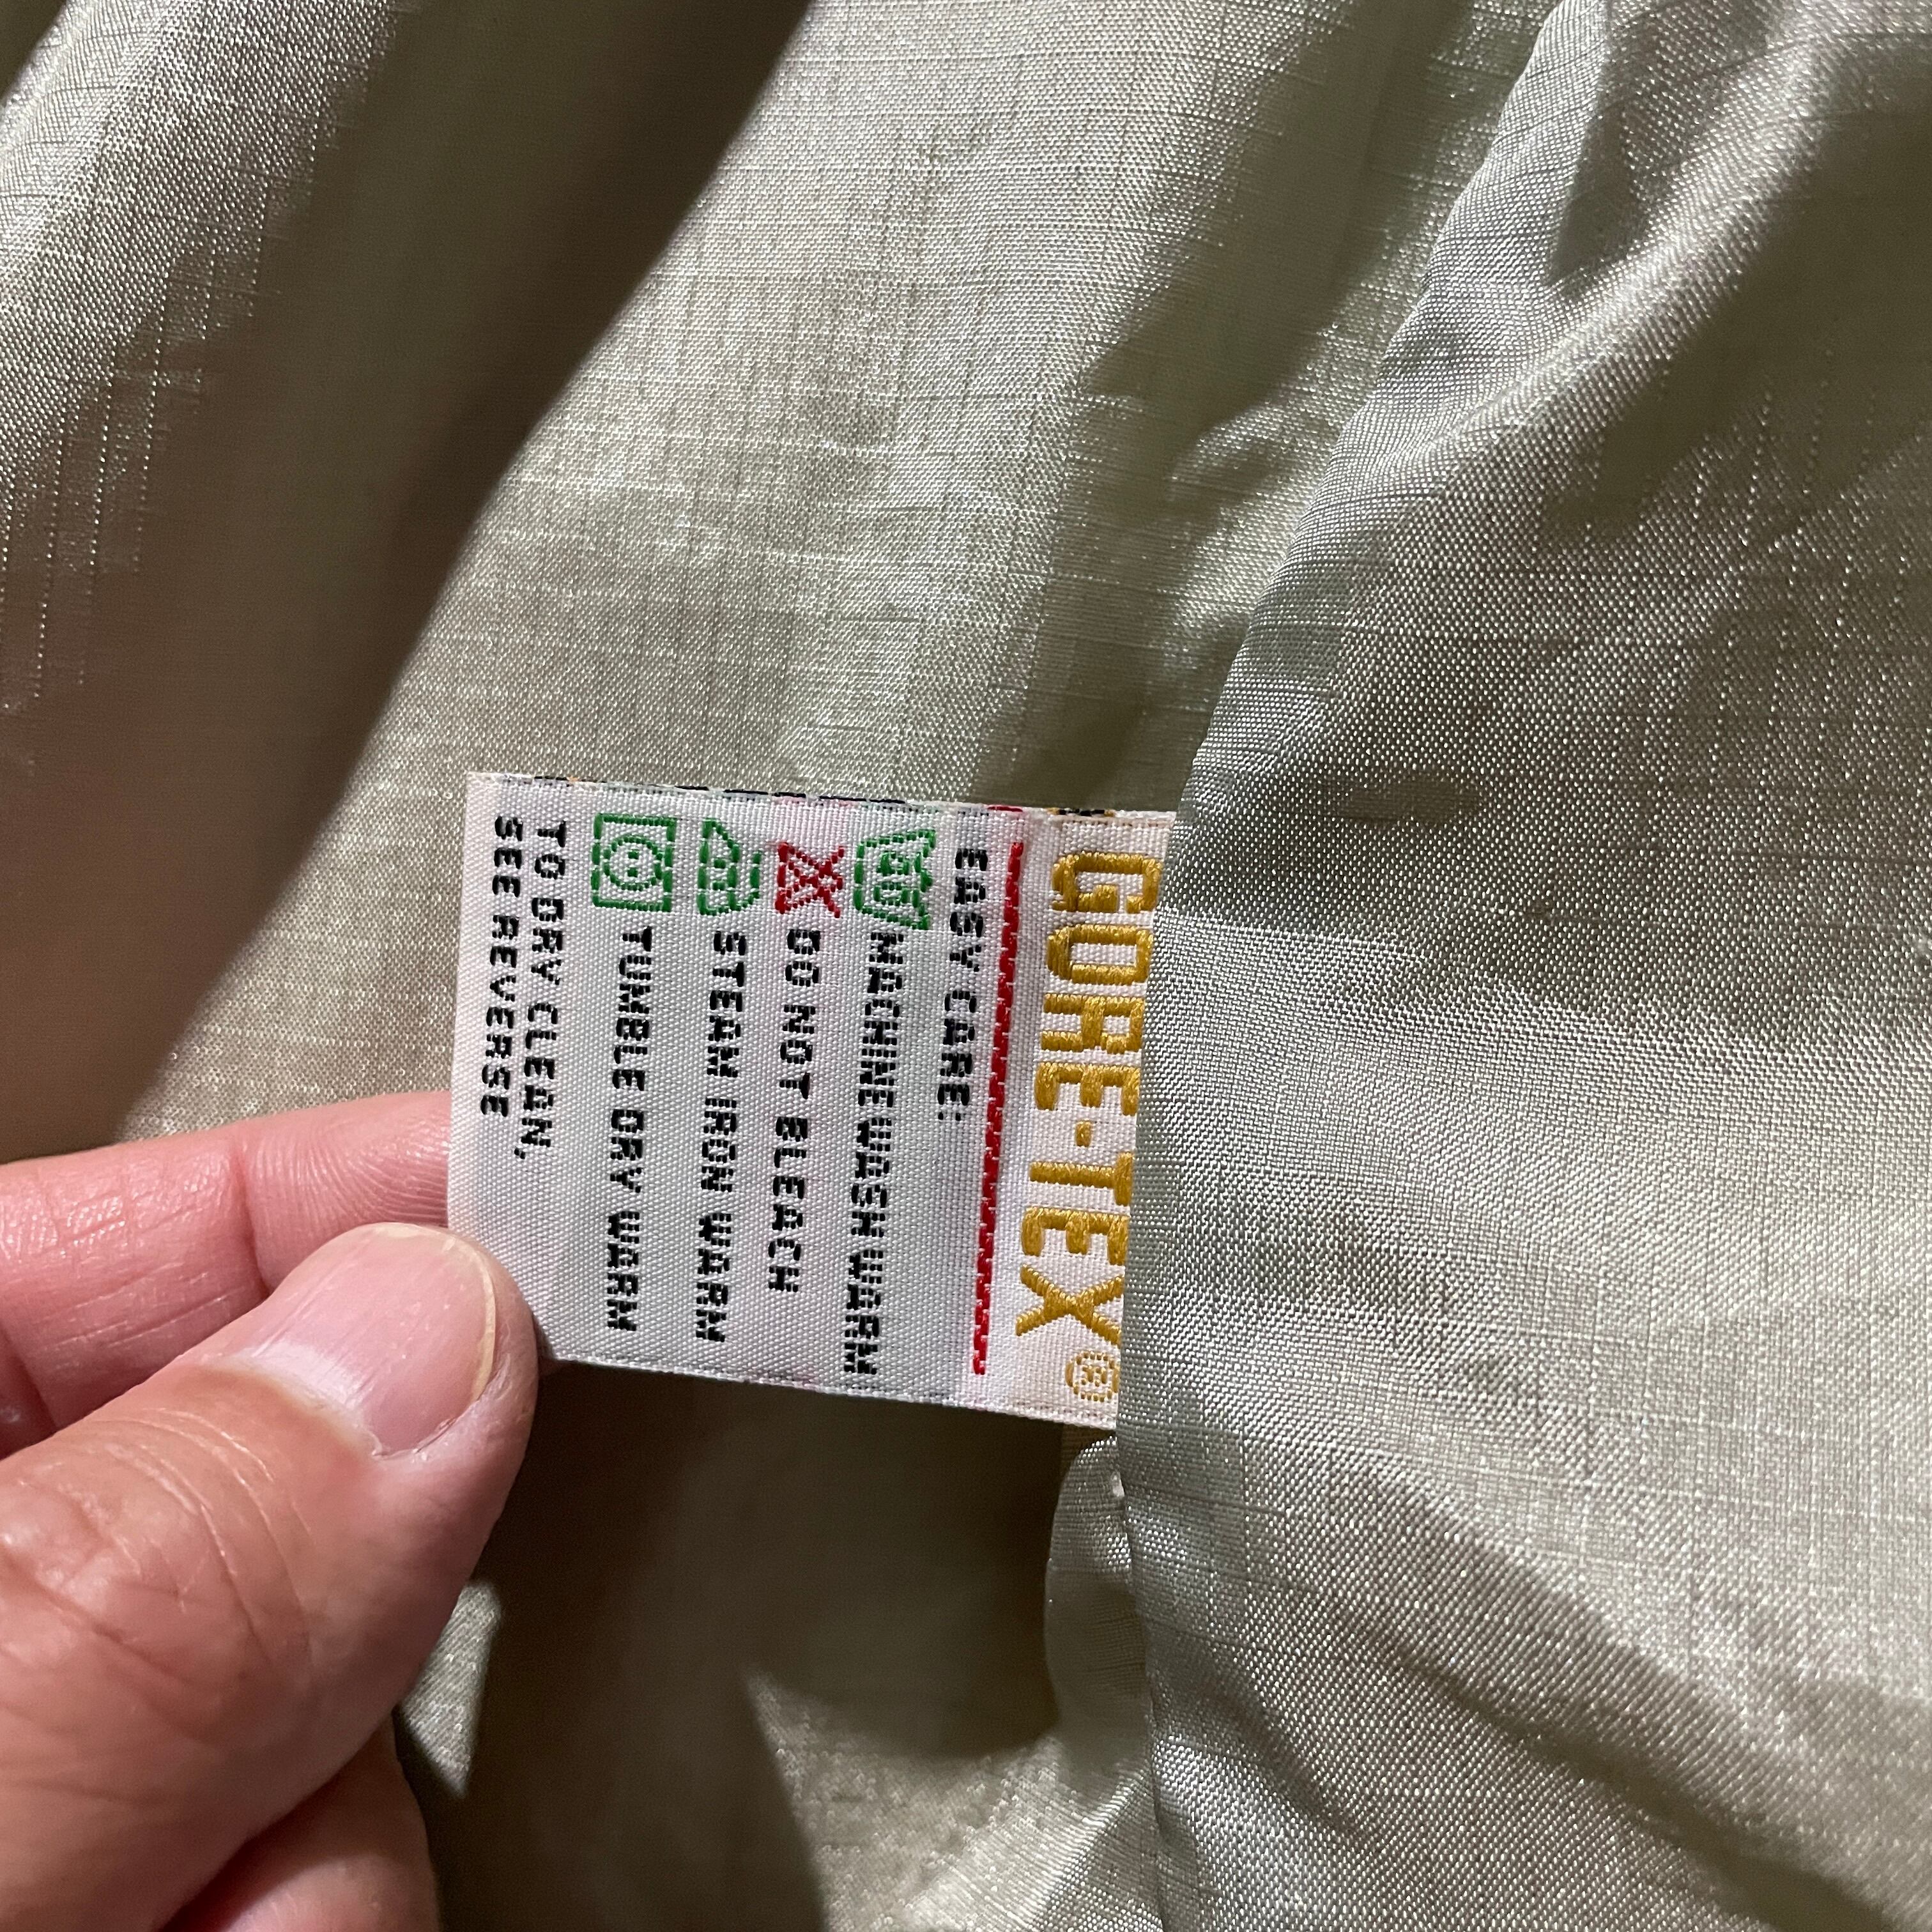 GORE-TEX®
EASY CARE:
40 MACHINE WASH WARM
DO NOT BLEACH
STEAM IRON WARM
TUMBLE DRY WARM
TO DRY CLEAN,
SEE REVERSE